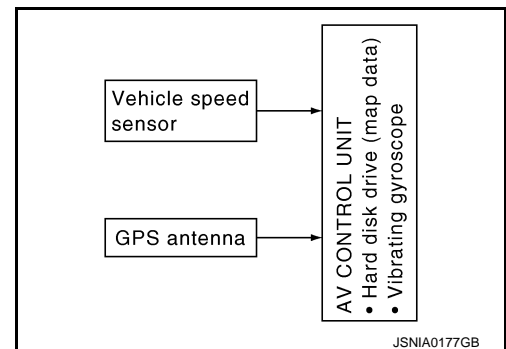 Vehicle speed
sensor
GPS antenna
AV CONTROL UNIT
• Hard disk drive (map data)
• Vibrating gyroscope
JSNIA0177GB